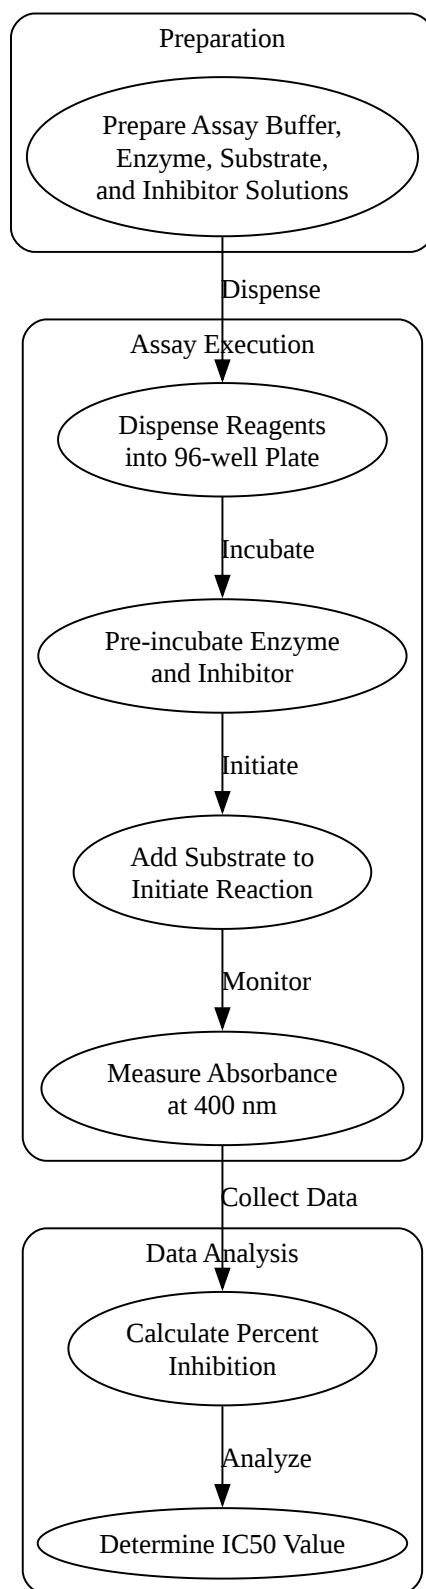 Preparation
Prepare Assay Buffer,
Enzyme, Substrate,
and Inhibitor Solutions
Dispense
Assay Execution
Dispense Reagents
into 96-well Plate
Incubate
Pre-incubate Enzyme
and Inhibitor
Initiate
Add Substrate to
Initiate Reaction
Monitor
Measure Absorbance
at 400 nm
Collect Data
Data Analysis
Calculate Percent
Inhibition
Analyze
Determine IC50 Value